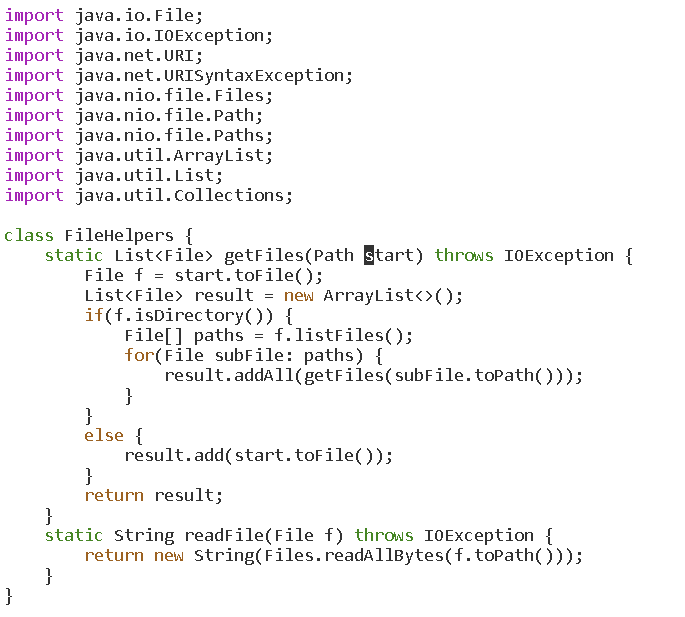 import java.io.File;
import java.io.IOException;
import java.net.URI;
import java.net.URISyntaxException;
import java.nio.file.Files;
import java.nio.file.Path;
import java.nio.file.Paths;
import java.util.ArrayList;
import java.util.List;
import java.util.Collections;

class FileHelpers {
    static List<File> getFiles(Path start) throws IOException {
        File f = start.toFile();
        List<File> result = new ArrayList<>();
        if(f.isDirectory()) {
            File[] paths = f.listFiles();
            for(File subFile: paths) {
                result.addAll(getFiles(subFile.toPath()));
            }
        }
        else {
            result.add(start.toFile());
        }
        return result;
    }
    static String readFile(File f) throws IOException {
        return new String(Files.readAllBytes(f.toPath()));
    }
}